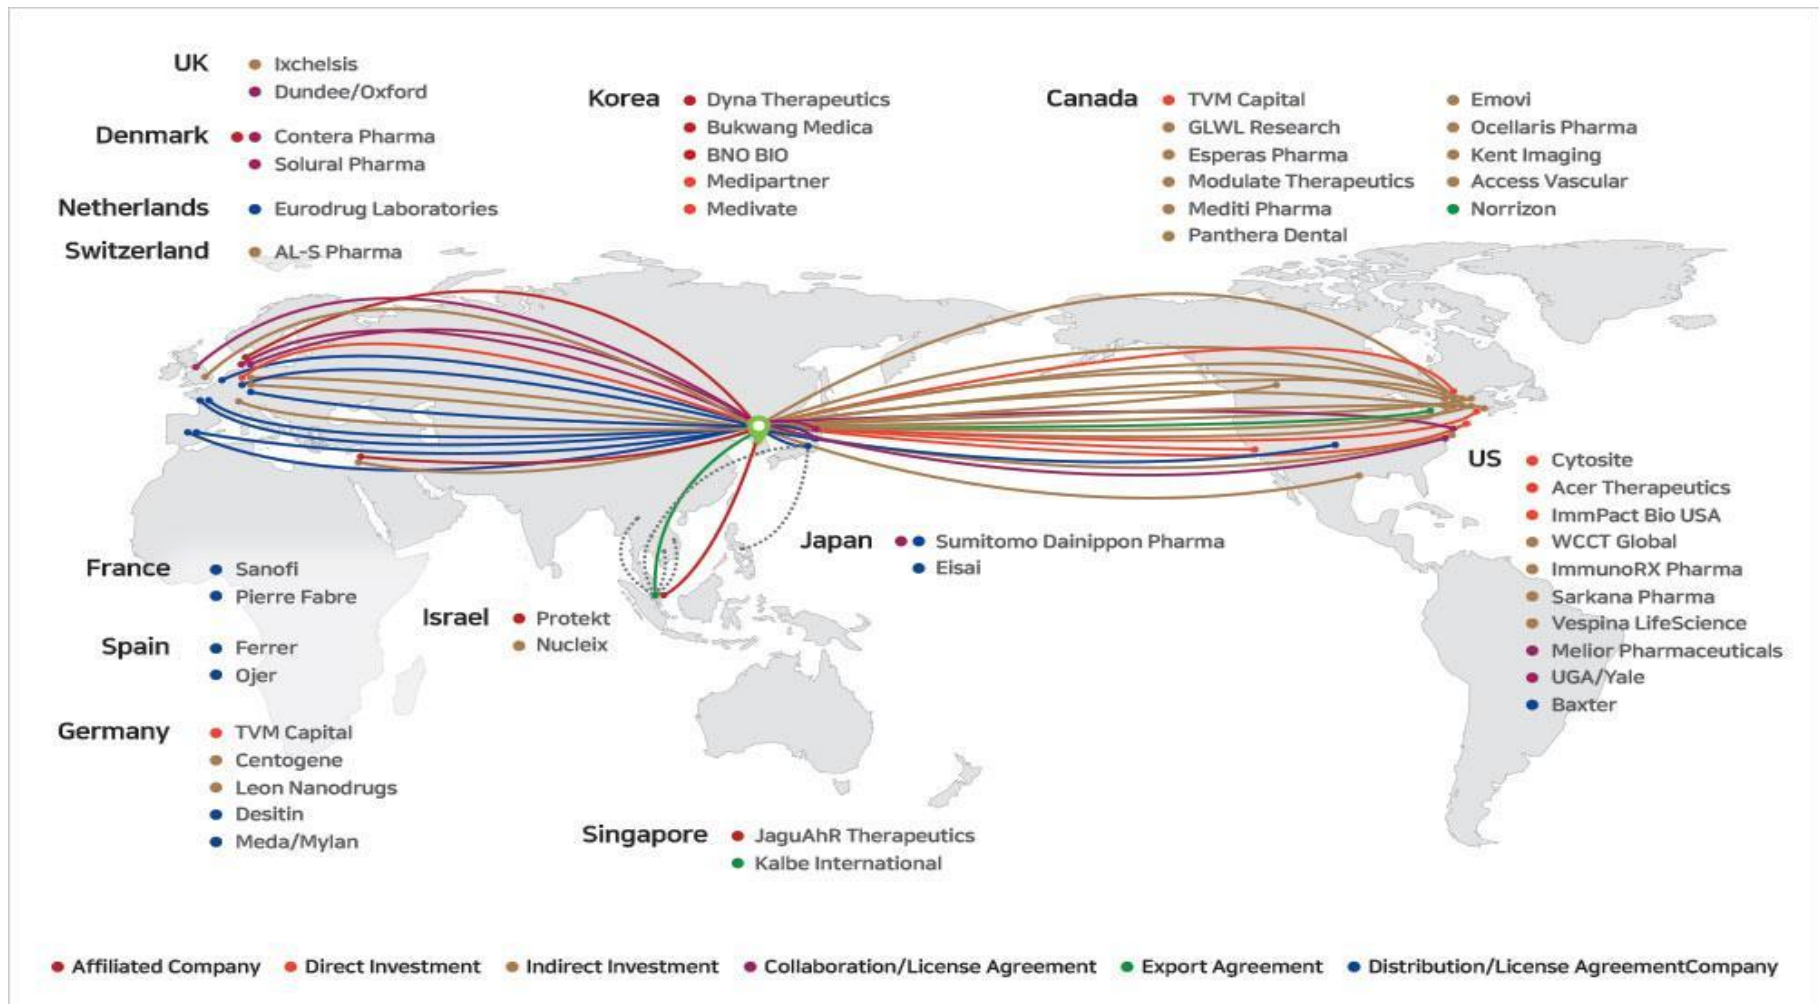 UK
Ixchelsis
Dundee/Oxford
Denmark
Contera Pharma
Solural Pharma
Netherlands
Eurodrug Laboratories
Switzerland
AL-S Pharma
Korea
Dyna Therapeutics
Bukwang Medica
BNO BIO
Medipartner
Medivate
Canada
TVM Capital
GLWL Research
Esperas Pharma
Modulate Therapeutics
Mediti Pharma
Panthera Dental
Emovi
Ocellaris Pharma
Kent Imaging
Access Vascular
Norrizon
US
Cytosite
Acer Therapeutics
ImmPact Bio USA
WCCT Global
ImmunoRX Pharma
Sarkana Pharma
Vespina LifeScience
Melior Pharmaceuticals
UGA/Yale
Baxter
Japan
Sumitomo Dainippon Pharma
Eisai
France
Sanofi
Pierre Fabre
Israel
Protekt
Nucleix
Spain
Ferrer
Ojer
Germany
TVM Capital
Centogene
Leon Nanodrugs
Desitin
Meda/Mylan
Singapore
JaguAhR Therapeutics
Kalbe International
Affiliated Company
Direct Investment
Indirect Investment
Collaboration/License Agreement
Export Agreement
Distribution/License AgreementCompany